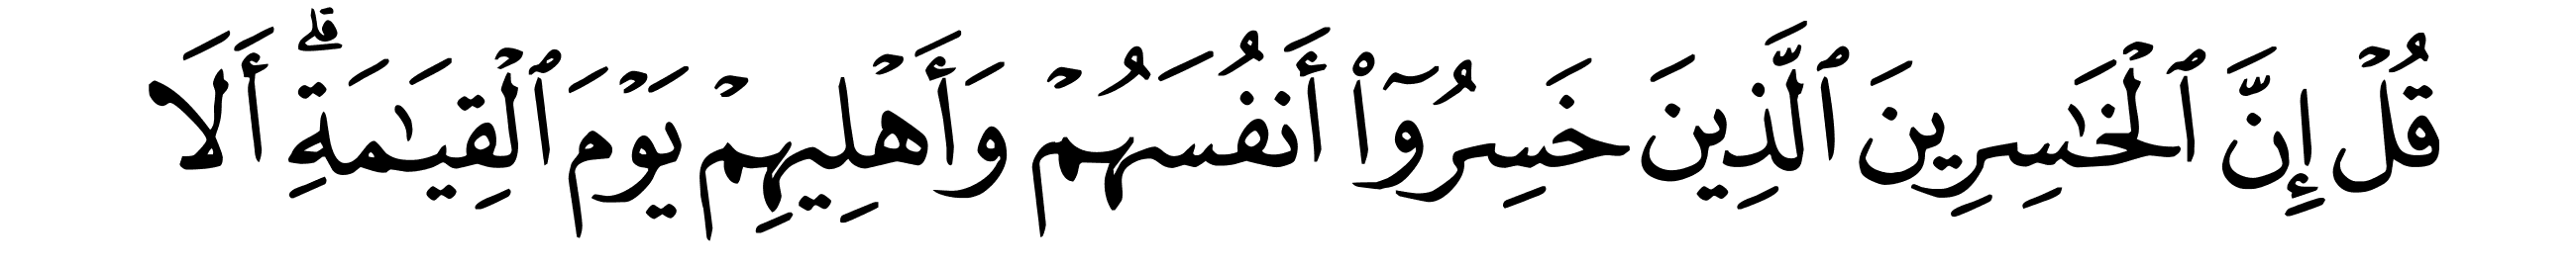 قُلْ إِنَّ ٱلْخَـٰسِرِينَ ٱلَّذِينَ خَسِرُوٓا۟ أَنفُسَهُمْ وَأَهْلِيهِمْ يَوْمَ ٱلْقِيَـٰمَةِ ۗ أَلَا